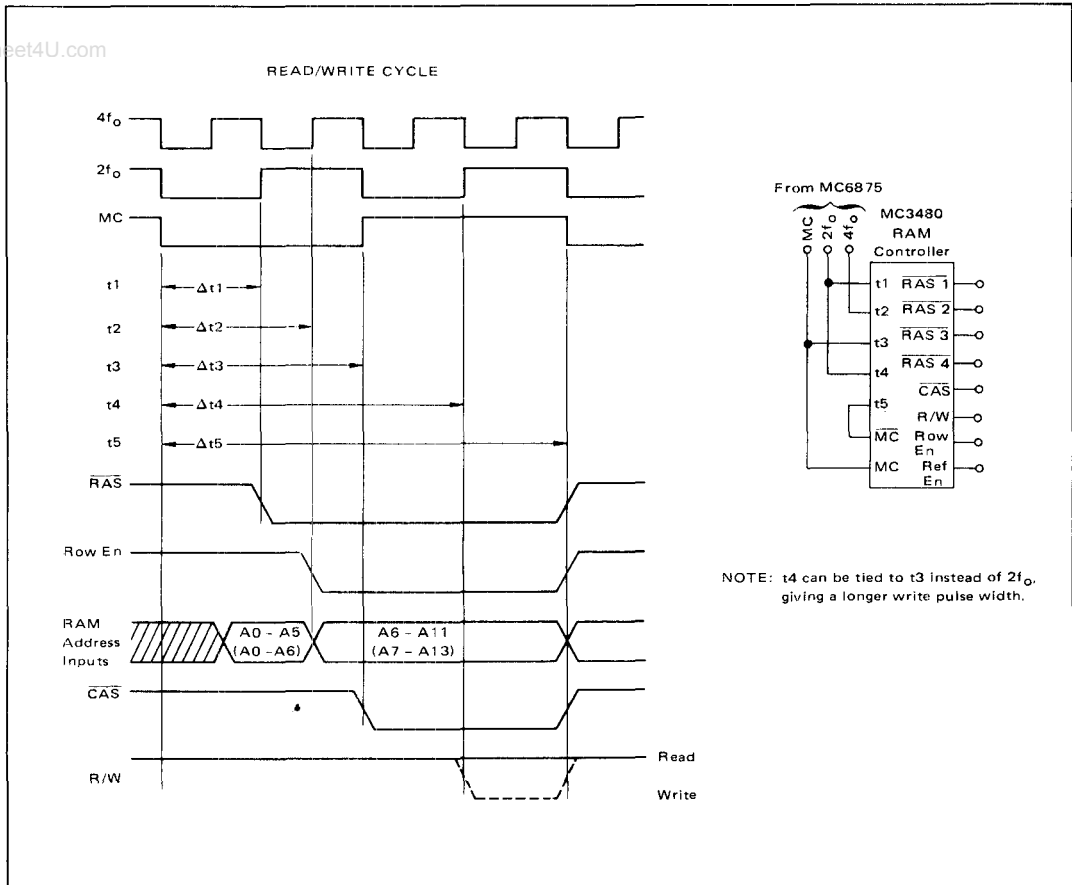 eet4U.com
READ/WRITE CYCLE
4fo
2fo
MC
t1 Δt1
t2 Δt2
t3 Δt3
t4 Δt4
t5 Δt5
RAS
Row En
RAM
Address
Inputs
A0 - A5
(A0 - A6)
A6 - A11
(A7 - A13)
CAS
R/W
Read
Write
From MC6875
MC
2fo
4fo
MC3480
RAM
Controller
t1 RAS 1
t2 RAS 2
t3 RAS 3
t4 RAS 4
CAS
t5
R/W
MC Row
En
MC Ref
En
NOTE: t4 can be tied to t3 instead of 2fo,
giving a longer write pulse width.